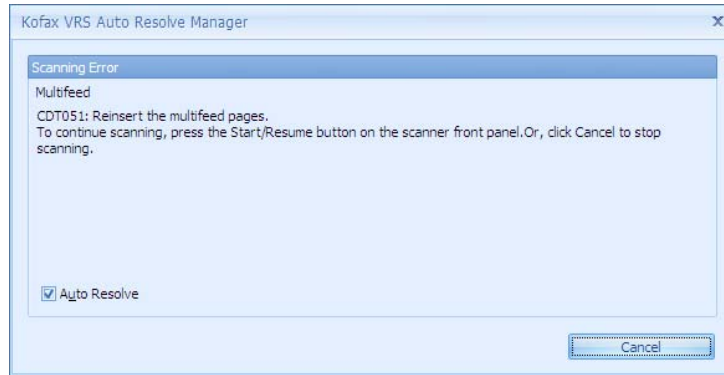 Kofax VRS Auto Resolve Manager
Scanning Error
Multifeed
CDT051: Reinsert the multifeed pages.
To continue scanning, press the Start/Resume button on the scanner front panel.Or, click Cancel to stop
scanning.
Auto Resolve
Cancel